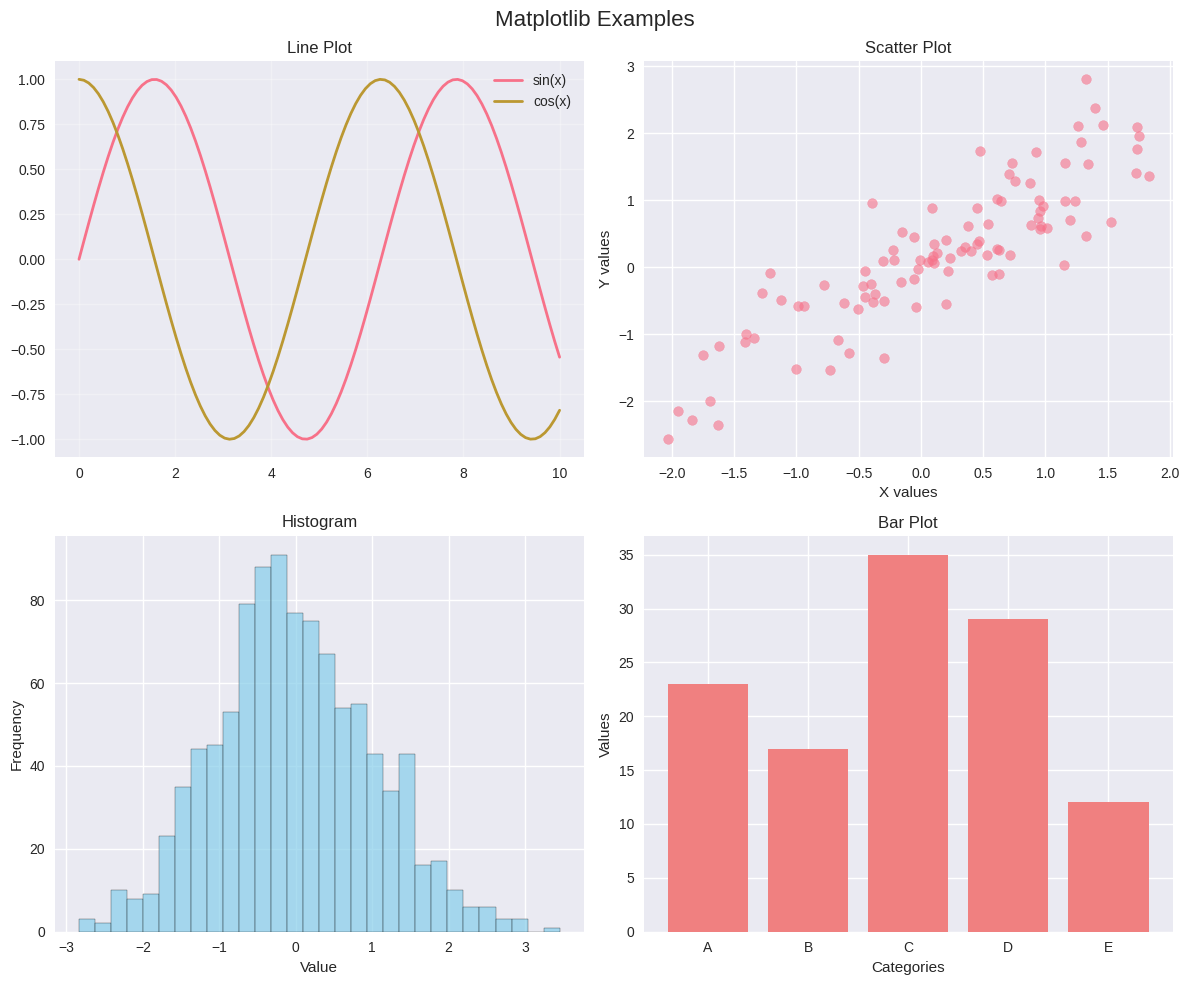 Matplotlib Examples
Line Plot
1.00
0.75
0.50
0.25
0.00
−0.25
−0.50
−0.75
−1.00
0 2 4 6 8 10
sin(x)
cos(x)
Scatter Plot
Y values
3
2
1
0
−1
−2
−2.0 −1.5 −1.0 −0.5 0.0 0.5 1.0 1.5 2.0
X values
Histogram
Frequency
80
60
40
20
0
−3 −2 −1 0 1 2 3
Value
Bar Plot
Values
35
30
25
20
15
10
5
0
A B C D E
Categories